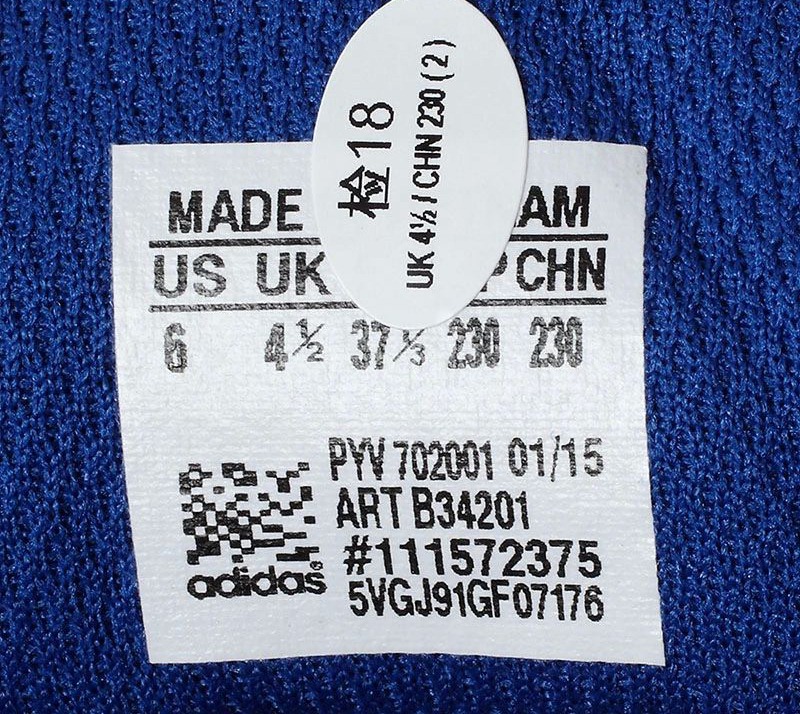 检18
UK 4½ / CHN 230 ( 2 )
MADE AM
US UK P CHN
6 4½ 37⅓ 230 230
PYV 702001 01/15
ART B34201
#111572375
adidas®
5VGJ91GF07176